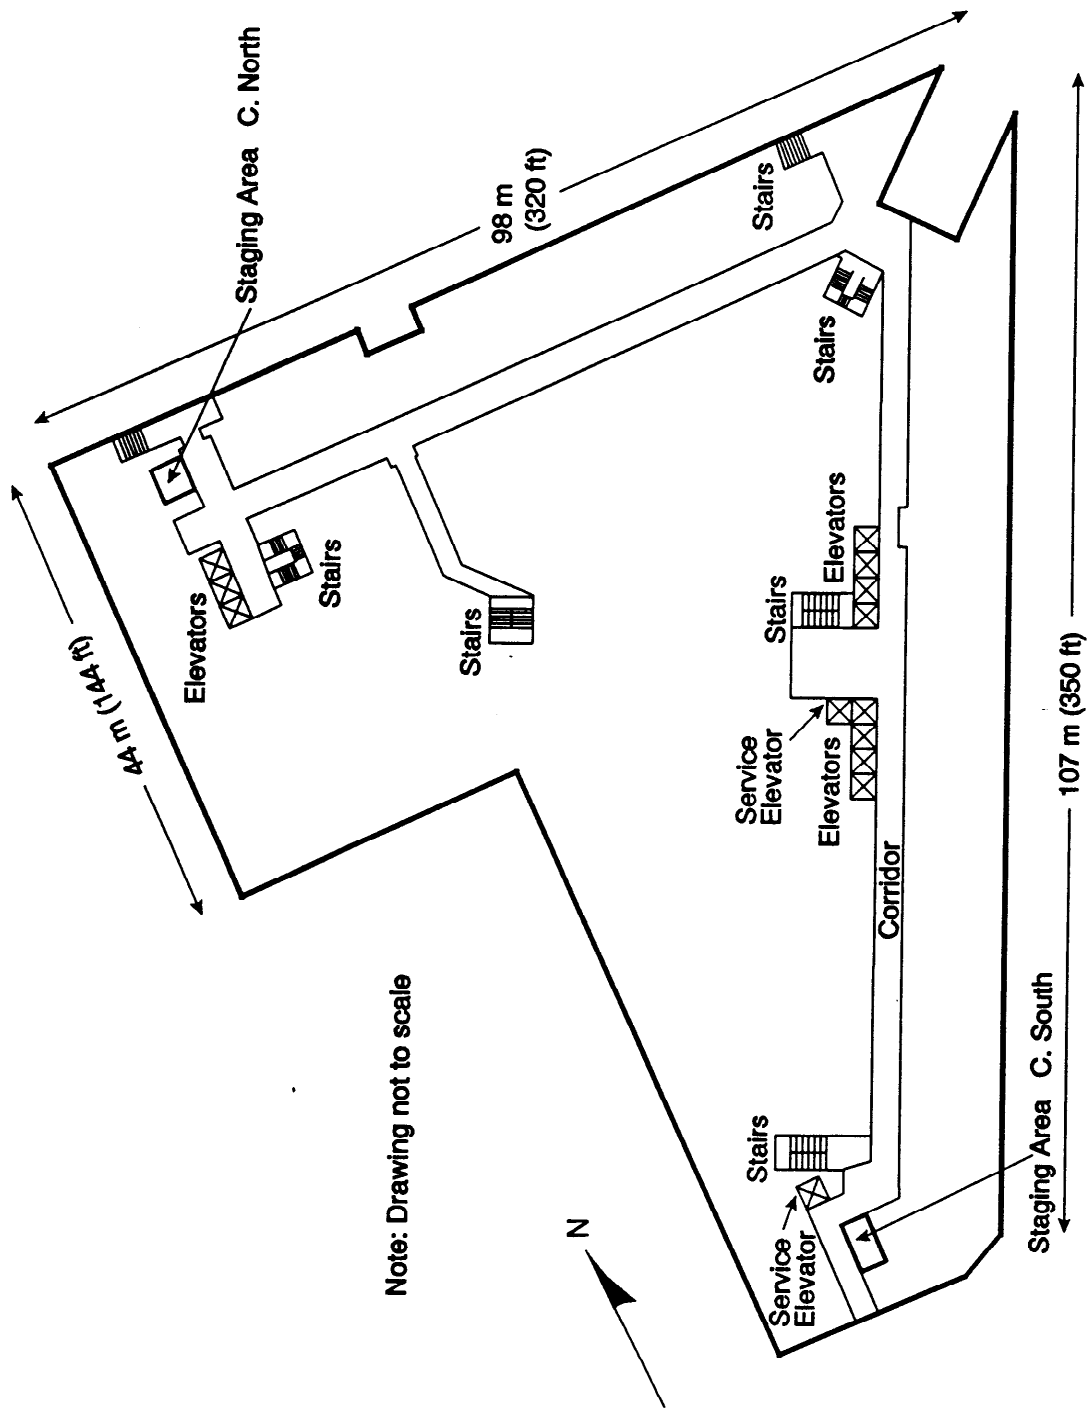 Staging Area C. North
98 m
(320 ft)
Stairs
Stairs
Elevators
Stairs
Stairs
44 m (144 ft)
Elevators
Stairs
Service
Elevator
Elevators
Corridor
107 m (350 ft)
Note: Drawing not to scale
N
Stairs
Service
Elevator
Staging Area C. South